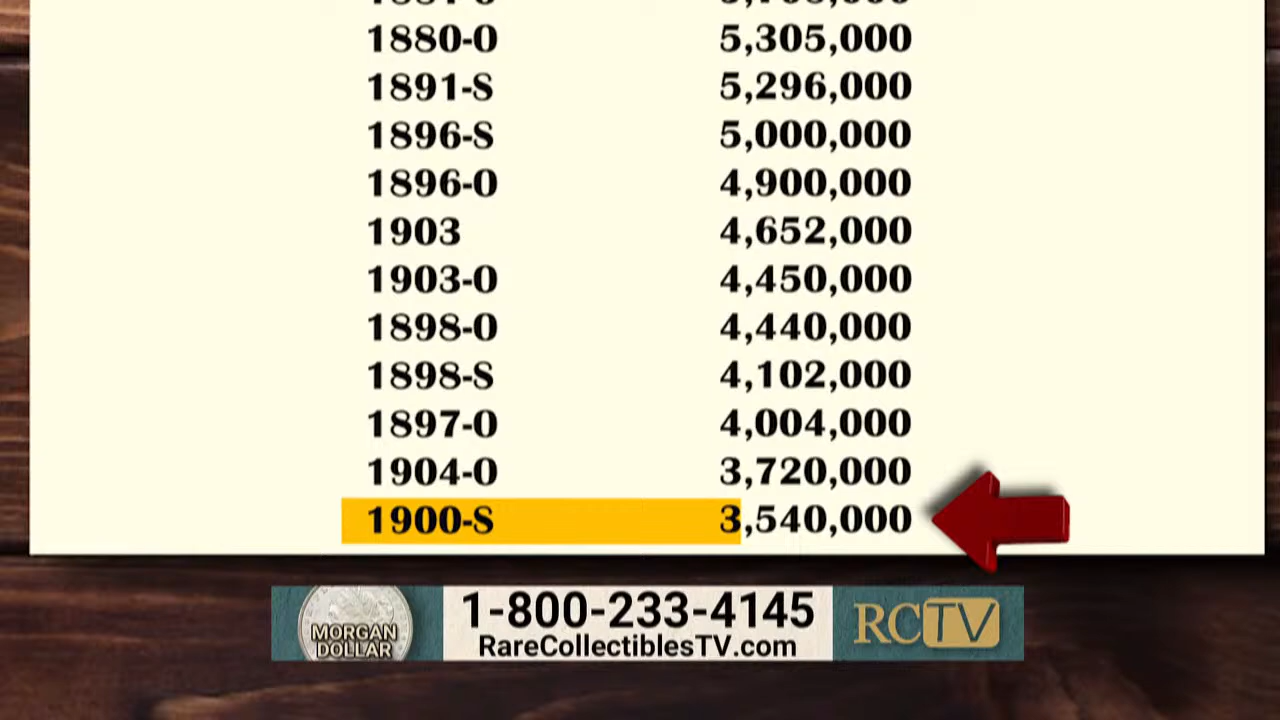 1880-O 5,305,000
1891-S 5,296,000
1896-S 5,000,000
1896-O 4,900,000
1903 4,652,000
1903-O 4,450,000
1898-O 4,440,000
1898-S 4,102,000
1897-O 4,004,000
1904-O 3,720,000
1900-S 3,540,000
MORGAN
DOLLAR
1-800-233-4145
RareCollectiblesTV.com
RCTV